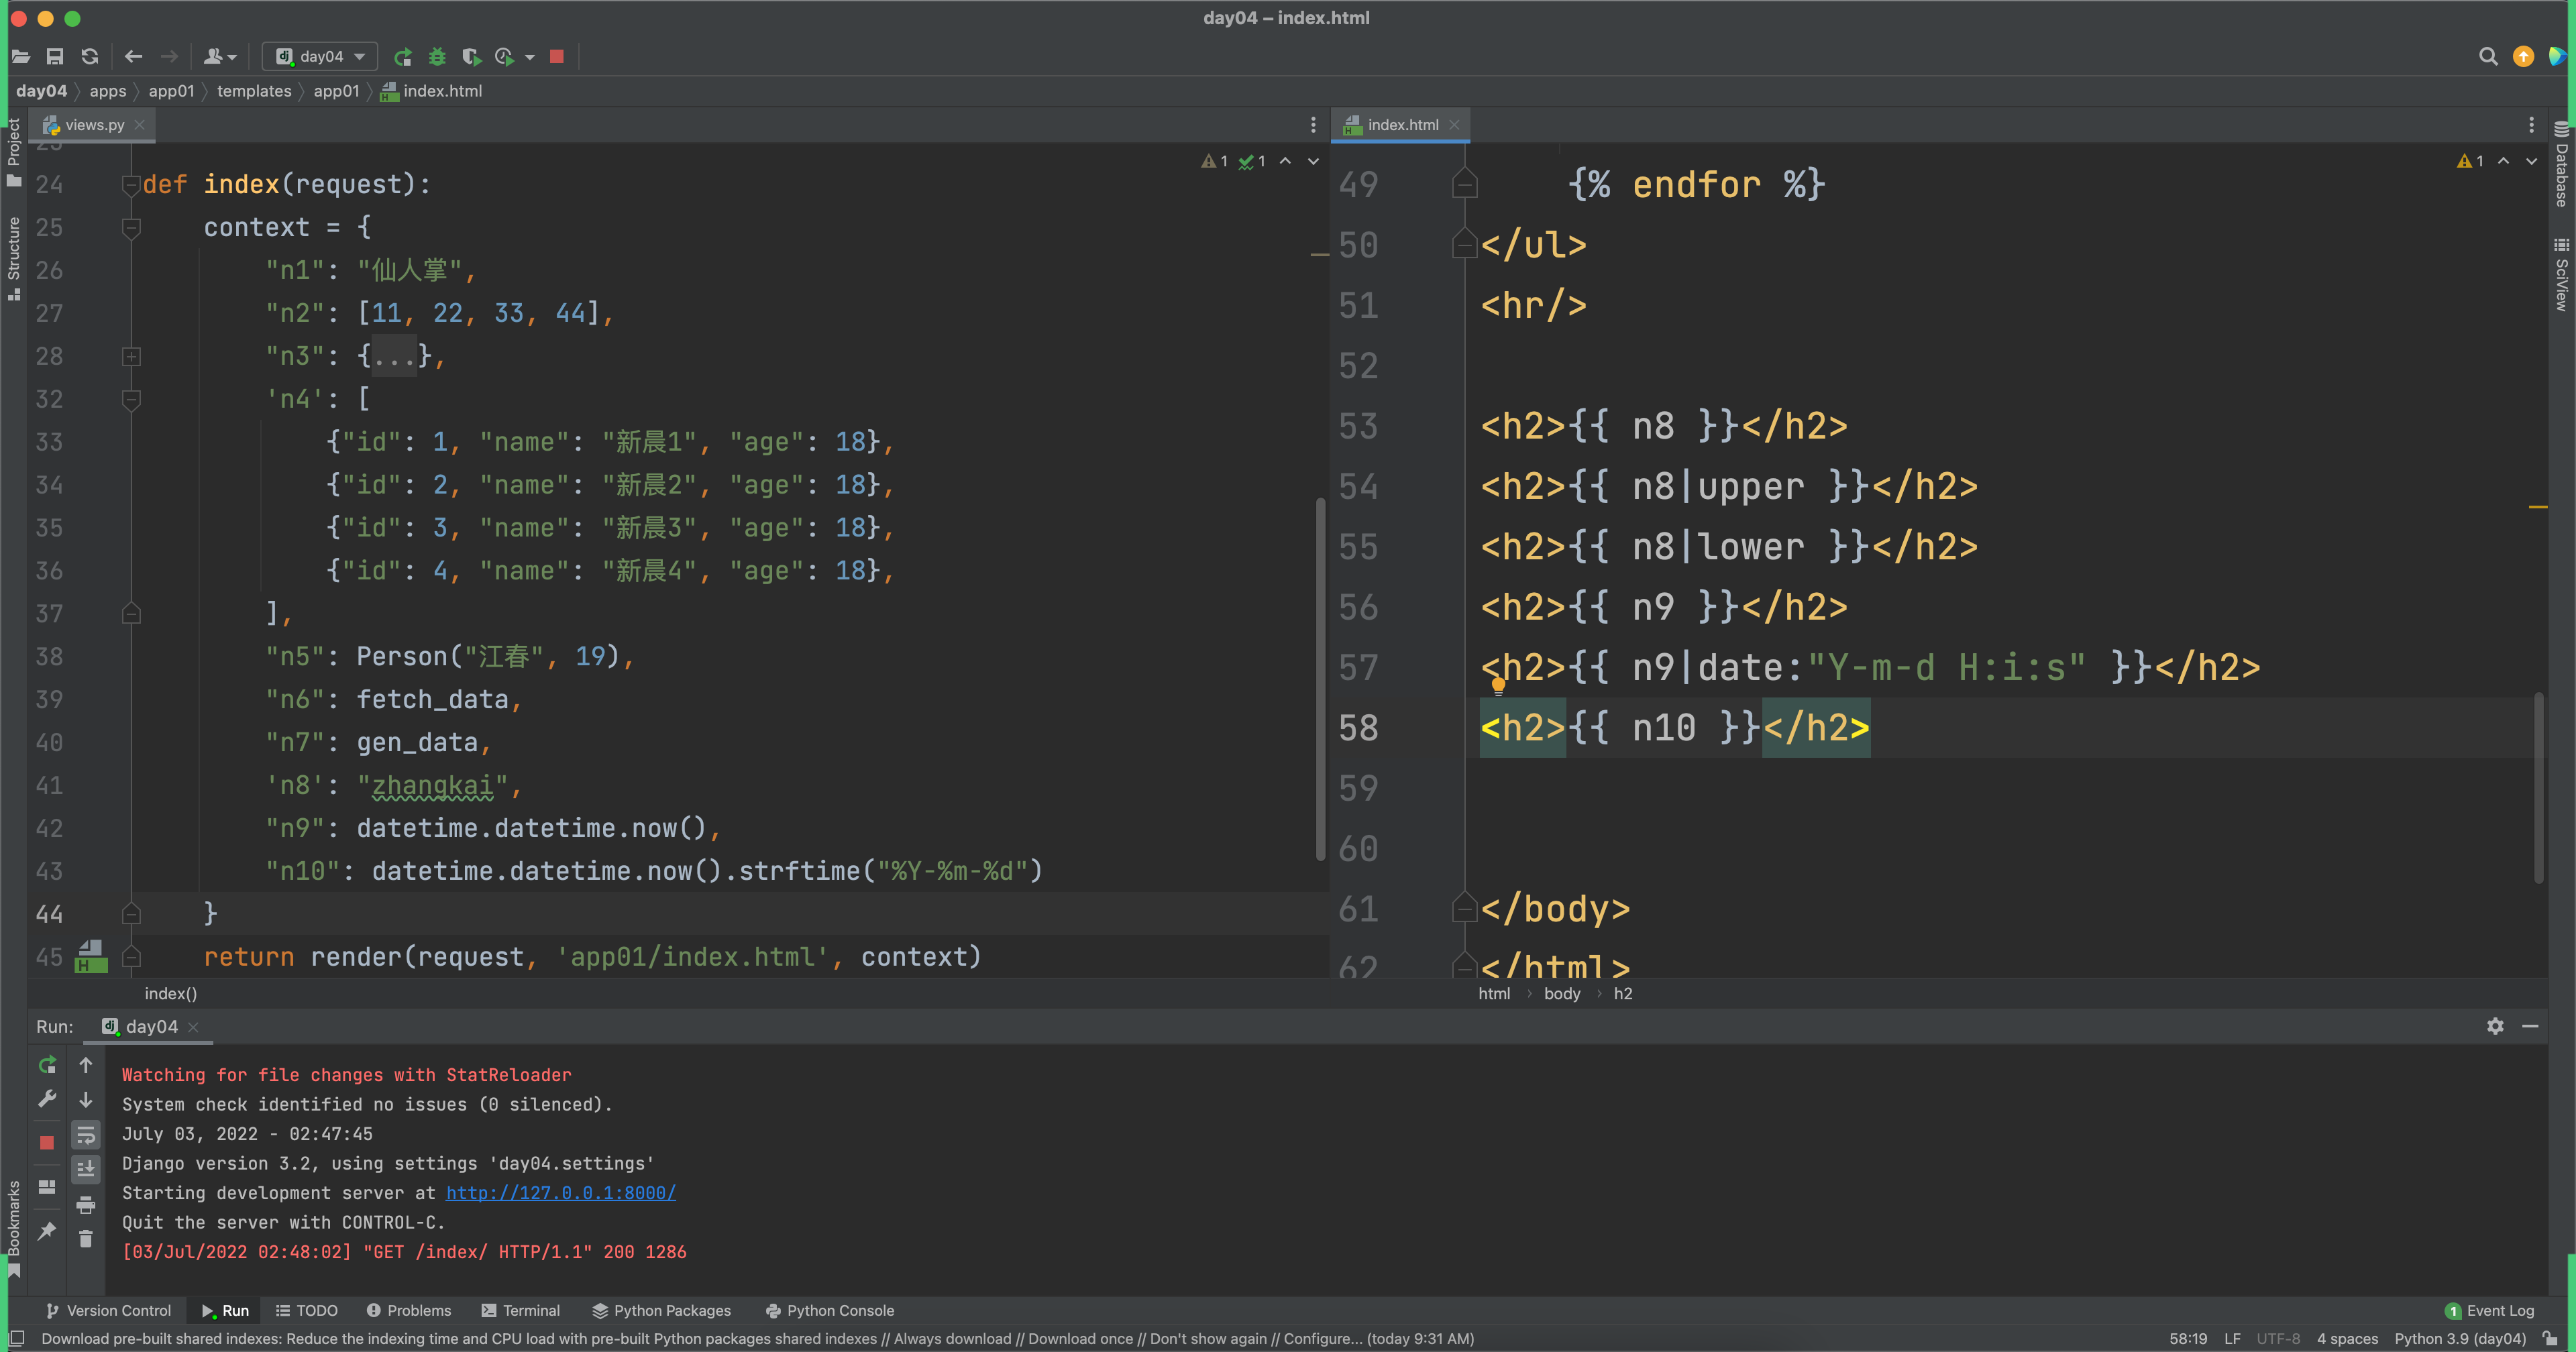 day04 – index.html
day04
day04 apps app01 templates app01 index.html
Project
Structure
Bookmarks
views.py
1 1
24 def index(request):
25 context = {
26 "n1": "仙人掌",
27 "n2": [11, 22, 33, 44],
28 "n3": {...},
32 'n4': [
33 {"id": 1, "name": "新晨1", "age": 18},
34 {"id": 2, "name": "新晨2", "age": 18},
35 {"id": 3, "name": "新晨3", "age": 18},
36 {"id": 4, "name": "新晨4", "age": 18},
37 ],
38 "n5": Person("江春", 19),
39 "n6": fetch_data,
40 "n7": gen_data,
41 'n8': "zhangkai",
42 "n9": datetime.datetime.now(),
43 "n10": datetime.datetime.now().strftime("%Y-%m-%d")
44 }
45 return render(request, 'app01/index.html', context)
index()
index.html
1
49 {% endfor %}
50 </ul>
51 <hr/>
52
53 <h2>{{ n8 }}</h2>
54 <h2>{{ n8|upper }}</h2>
55 <h2>{{ n8|lower }}</h2>
56 <h2>{{ n9 }}</h2>
57 <h2>{{ n9|date:"Y-m-d H:i:s" }}</h2>
58 <h2>{{ n10 }}</h2>
59
60
61 </body>
62 </html>
html body h2
Database
SciView
Run: day04
Watching for file changes with StatReloader
System check identified no issues (0 silenced).
July 03, 2022 - 02:47:45
Django version 3.2, using settings 'day04.settings'
Starting development server at http://127.0.0.1:8000/
Quit the server with CONTROL-C.
[03/Jul/2022 02:48:02] "GET /index/ HTTP/1.1" 200 1286
Version Control Run TODO Problems Terminal Python Packages Python Console 1 Event Log
Download pre-built shared indexes: Reduce the indexing time and CPU load with pre-built Python packages shared indexes // Always download // Download once // Don't show again // Configure... (today 9:31 AM) 58:19 LF UTF-8 4 spaces Python 3.9 (day04)